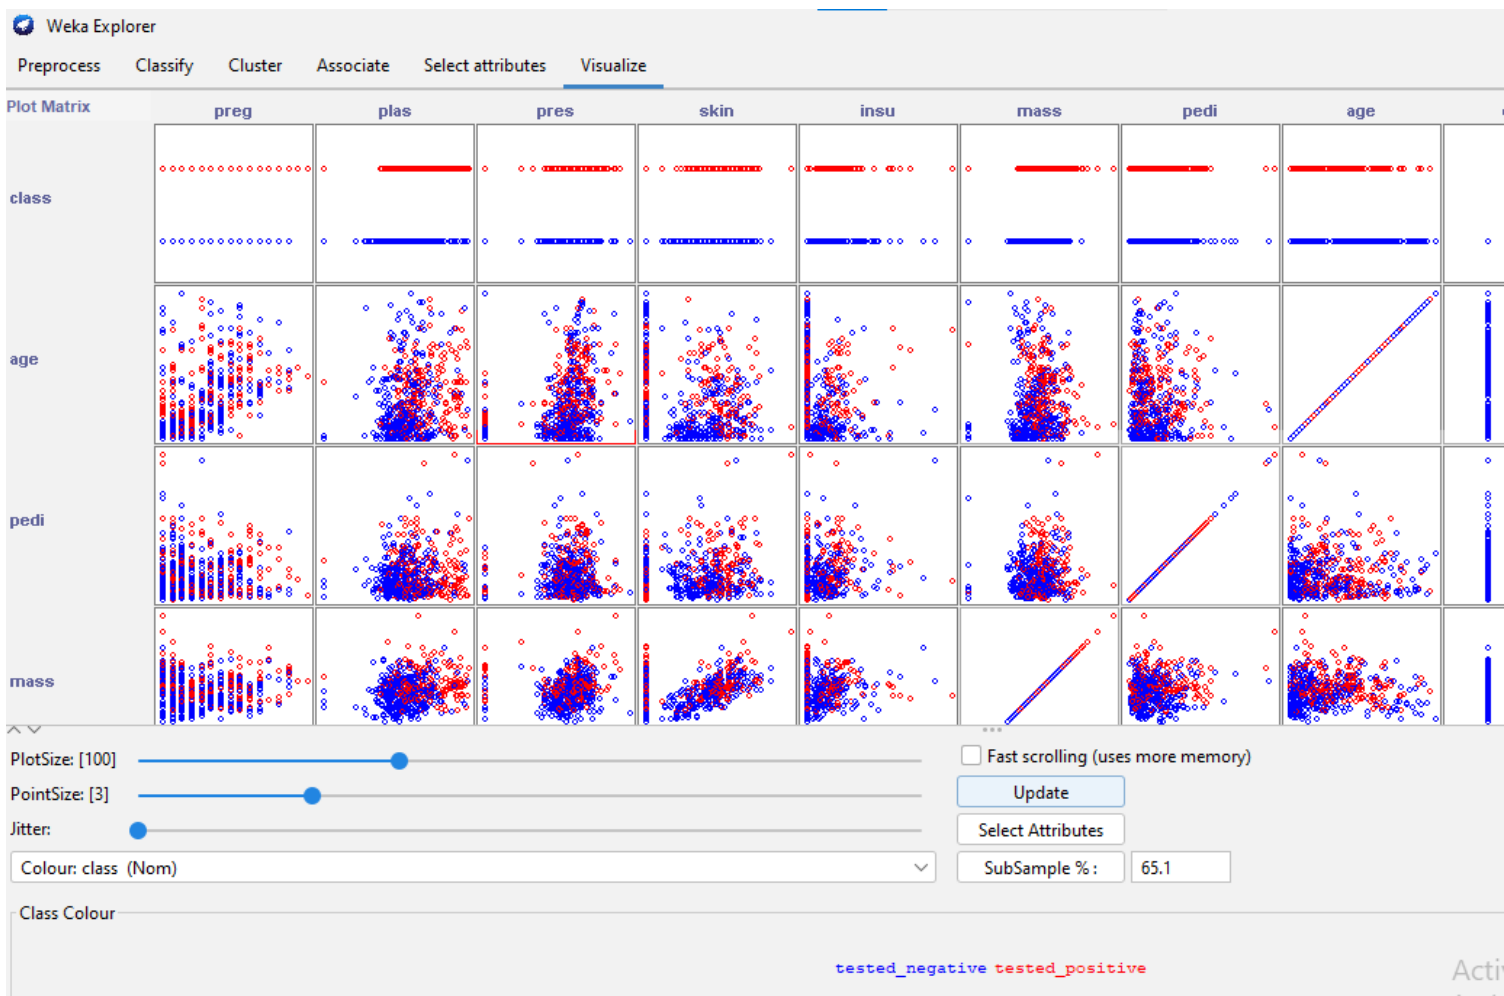 Weka Explorer
Preprocess Classify Cluster Associate Select attributes Visualize
Plot Matrix preg plas pres skin insu mass pedi age
class
age
pedi
mass
PlotSize: [100]
Fast scrolling (uses more memory)
PointSize: [3]
Update
Jitter:
Select Attributes
Colour: class (Nom)
SubSample % : 65.1
Class Colour
tested_negative tested_positive